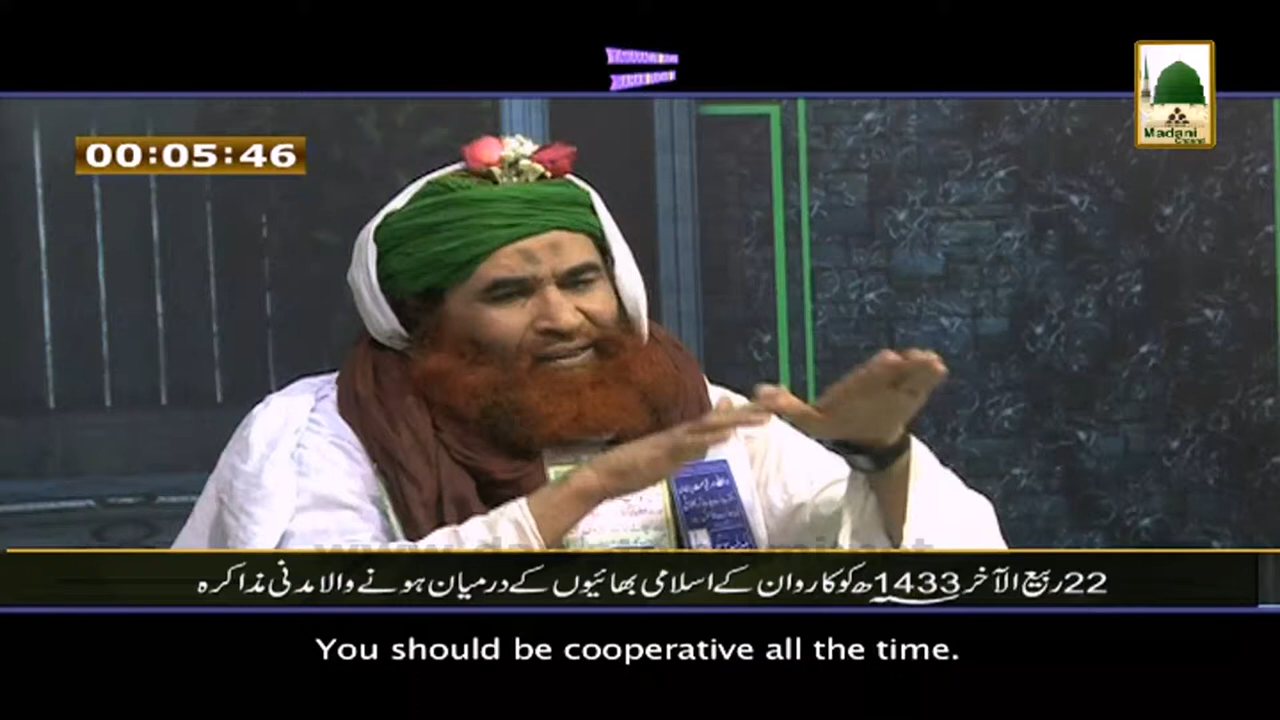 Madani
00:05:46
22 ربیع الآخر 1433ھ کو کاروان کے اسلامی بھائیوں کے درمیان ہونے والا مدنی مذاکرہ
You should be cooperative all the time.